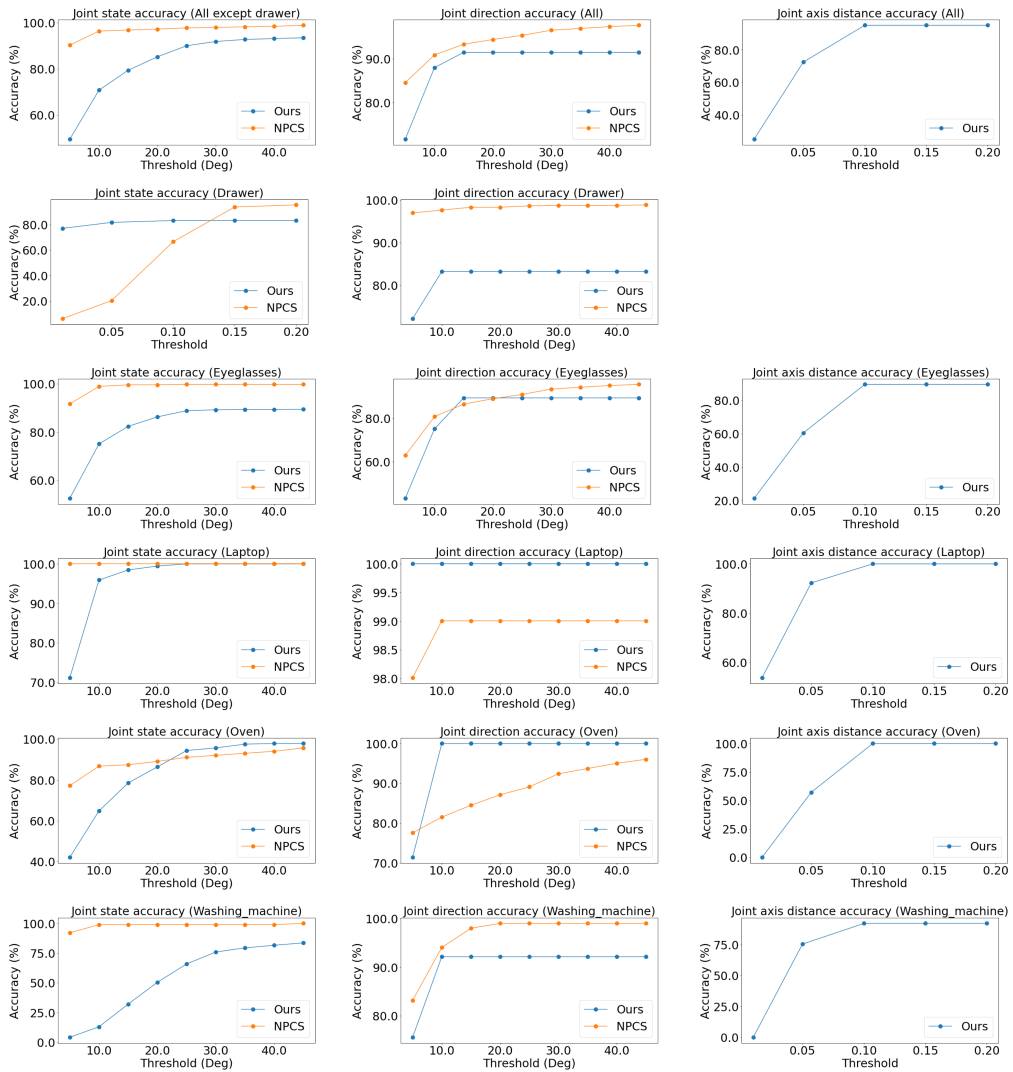 Joint state accuracy (All except drawer)
Accuracy (%)
100.0
80.0
60.0
Ours
NPCS
10.0 20.0 30.0 40.0
Threshold (Deg)
Joint direction accuracy (All)
Accuracy (%)
90.0
80.0
Ours
NPCS
10.0 20.0 30.0 40.0
Threshold (Deg)
Joint axis distance accuracy (All)
Accuracy (%)
80.0
60.0
40.0
Ours
0.05 0.10 0.15 0.20
Threshold
Joint state accuracy (Drawer)
Accuracy (%)
80.0
60.0
40.0
20.0
Ours
NPCS
0.05 0.10 0.15 0.20
Threshold
Joint direction accuracy (Drawer)
Accuracy (%)
100.0
90.0
80.0
Ours
NPCS
10.0 20.0 30.0 40.0
Threshold (Deg)
Joint state accuracy (Eyeglasses)
Accuracy (%)
100.0
80.0
60.0
Ours
NPCS
10.0 20.0 30.0 40.0
Threshold (Deg)
Joint direction accuracy (Eyeglasses)
Accuracy (%)
80.0
60.0
Ours
NPCS
10.0 20.0 30.0 40.0
Threshold (Deg)
Joint axis distance accuracy (Eyeglasses)
Accuracy (%)
80.0
60.0
40.0
20.0
Ours
0.05 0.10 0.15 0.20
Threshold
Joint state accuracy (Laptop)
Accuracy (%)
100.0
90.0
80.0
70.0
Ours
NPCS
10.0 20.0 30.0 40.0
Threshold (Deg)
Joint direction accuracy (Laptop)
Accuracy (%)
100.0
99.5
99.0
98.5
98.0
Ours
NPCS
10.0 20.0 30.0 40.0
Threshold (Deg)
Joint axis distance accuracy (Laptop)
Accuracy (%)
80.0
60.0
Ours
0.05 0.10 0.15 0.20
Threshold
Joint state accuracy (Oven)
Accuracy (%)
100.0
80.0
60.0
40.0
Ours
NPCS
10.0 20.0 30.0 40.0
Threshold (Deg)
Joint direction accuracy (Oven)
Accuracy (%)
100.0
90.0
80.0
70.0
Ours
NPCS
10.0 20.0 30.0 40.0
Threshold (Deg)
Joint axis distance accuracy (Oven)
Accuracy (%)
100.0
75.0
50.0
25.0
0.0
Ours
0.05 0.10 0.15 0.20
Threshold
Joint state accuracy (Washing_machine)
Accuracy (%)
100.0
75.0
50.0
25.0
0.0
Ours
NPCS
10.0 20.0 30.0 40.0
Threshold (Deg)
Joint direction accuracy (Washing_machine)
Accuracy (%)
100.0
90.0
80.0
Ours
NPCS
10.0 20.0 30.0 40.0
Threshold (Deg)
Joint axis distance accuracy (Washing_machine)
Accuracy (%)
75.0
50.0
25.0
0.0
Ours
0.05 0.10 0.15 0.20
Threshold